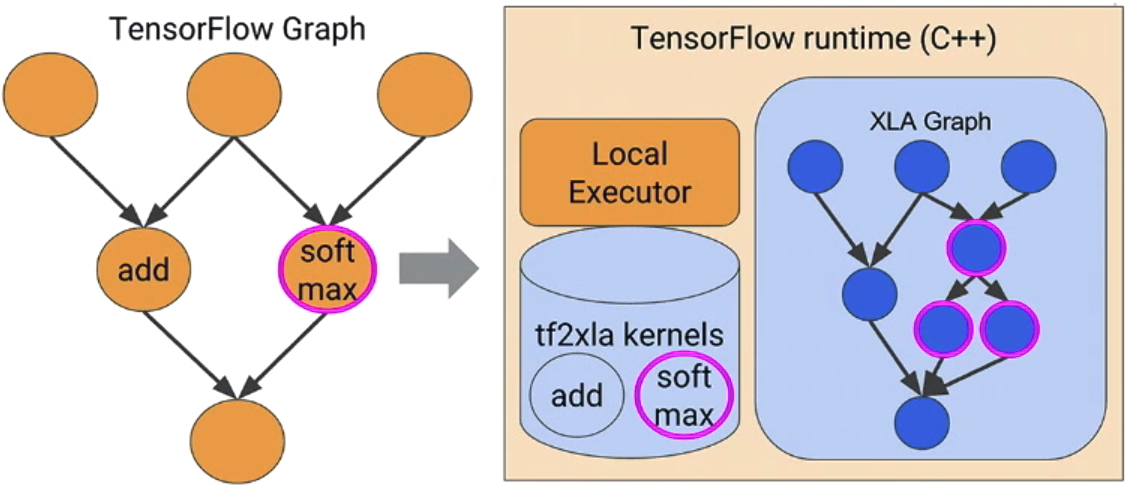 TensorFlow Graph
add
soft
max
TensorFlow runtime (C++)
Local
Executor
tf2xla kernels
add
soft
max
XLA Graph